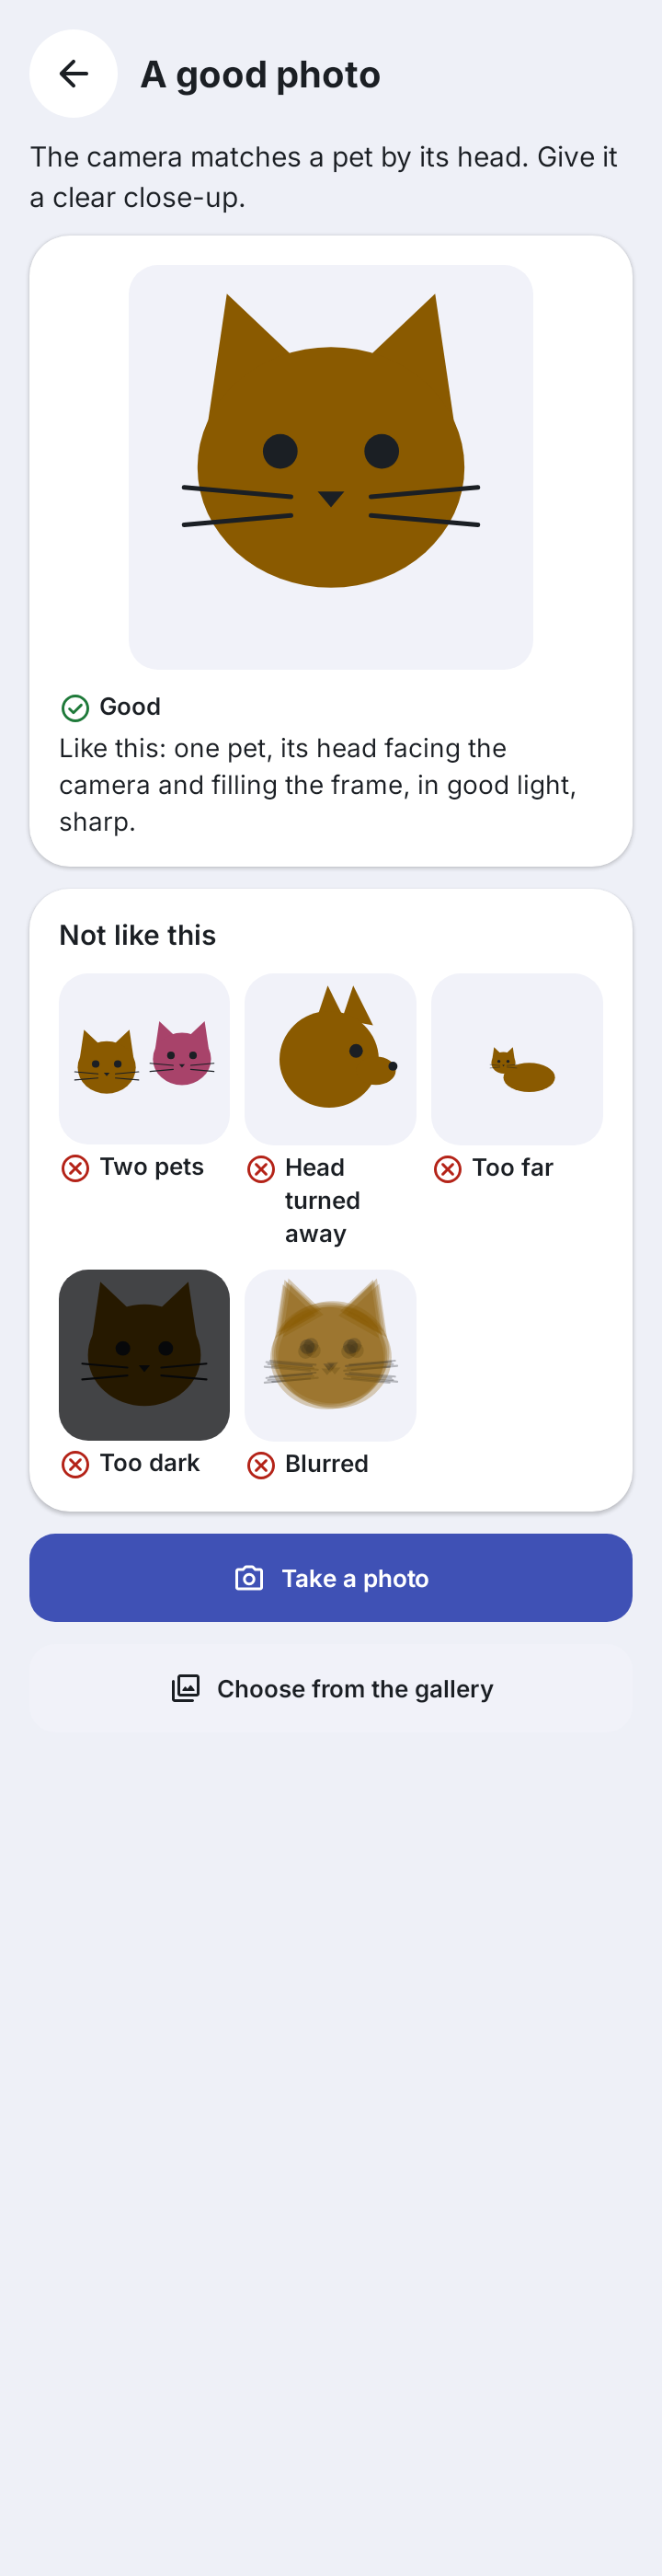 A good photo
The camera matches a pet by its head. Give it
a clear close-up.
Good
Like this: one pet, its head facing the
camera and filling the frame, in good light,
sharp.
Not like this
Two pets
Head
turned
away
Too far
Too dark
Blurred
Take a photo
Choose from the gallery